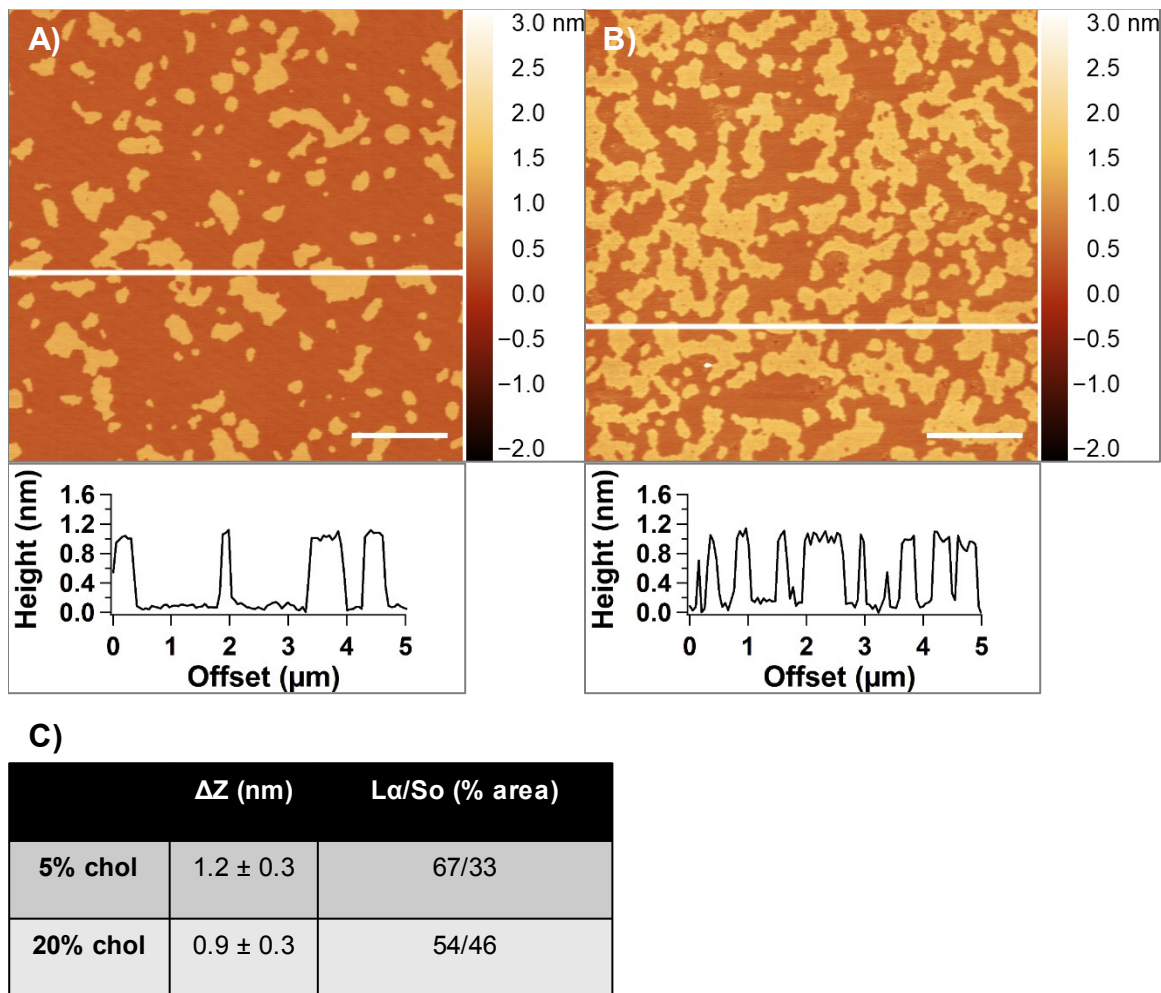 A)
3.0 nm
2.5
2.0
1.5
1.0
0.5
0.0
−0.5
−1.0
−2.0
B)
3.0 nm
2.5
2.0
1.5
1.0
0.5
0.0
−0.5
−1.0
−2.0
Height (nm)
1.6
1.2
0.8
0.4
0.0
0 1 2 3 4 5
Offset (µm)
Height (nm)
1.6
1.2
0.8
0.4
0.0
0 1 2 3 4 5
Offset (µm)
C)
ΔZ (nm) Lα/So (% area)
5% chol 1.2 ± 0.3 67/33
20% chol 0.9 ± 0.3 54/46